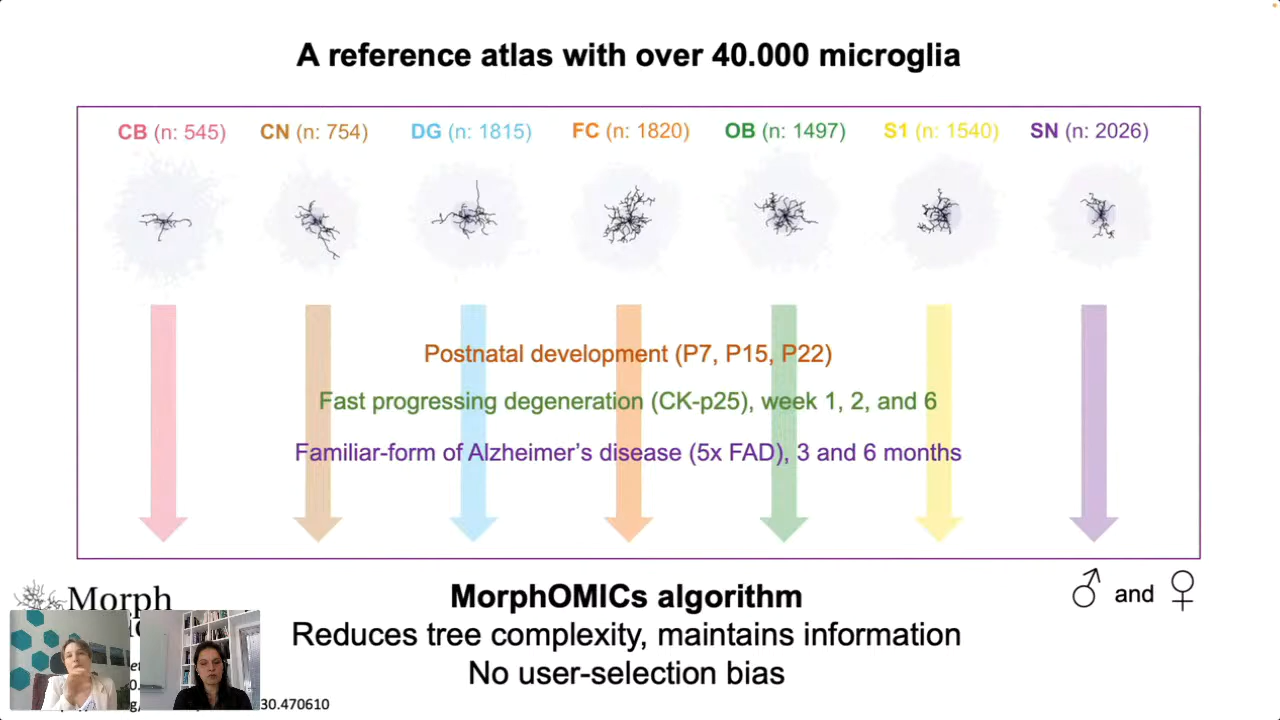 A reference atlas with over 40.000 microglia
CB (n: 545) CN (n: 754) DG (n: 1815) FC (n: 1820) OB (n: 1497) S1 (n: 1540) SN (n: 2026)
Postnatal development (P7, P15, P22)
Fast progressing degeneration (CK-p25), week 1, 2, and 6
Familiar-form of Alzheimer's disease (5x FAD), 3 and 6 months
MorphOMICs algorithm
Reduces tree complexity, maintains information
No user-selection bias
♂ and ♀
Morph
30.470610